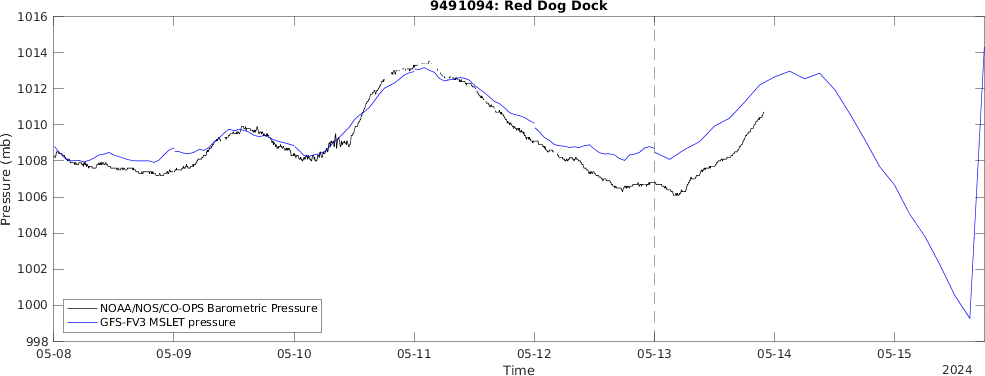 9491094: Red Dog Dock
1016
1014
1012
1010
1008
1006
1004
1002
1000
998
Pressure (mb)
NOAA/NOS/CO-OPS Barometric Pressure
GFS-FV3 MSLET pressure
05-08 05-09 05-10 05-11 05-12 05-13 05-14 05-15
Time
2024